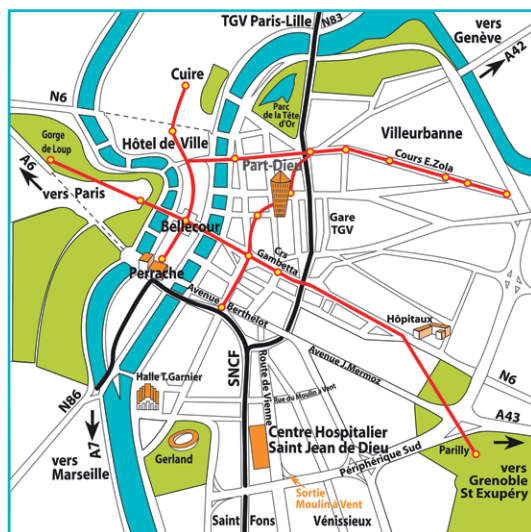 TGV Paris-Lille
N83
vers
Genève
A42
Cuire
N6
Parc
de la Tête
d'Or
Hôtel de Ville
Villeurbanne
Gorge
de Loup
Part-Dieu
Cours E.Zola
A6
vers Paris
Bellecour
Gare
TGV
Crs
Gambetta
Perrache
Avenue Berthelot
Hôpitaux
Avenue J.Mermoz
Halle T.Garnier
SNCF
Route de Vienne
Rue du Moulin à Vent
N6
N86
A7
A43
Centre Hospitalier
Saint Jean de Dieu
Gerland
Périphérique Sud
Parilly
vers
Marseille
vers
Grenoble
St Exupéry
Sortie
Moulin à Vent
Saint Fons
Vénissieux